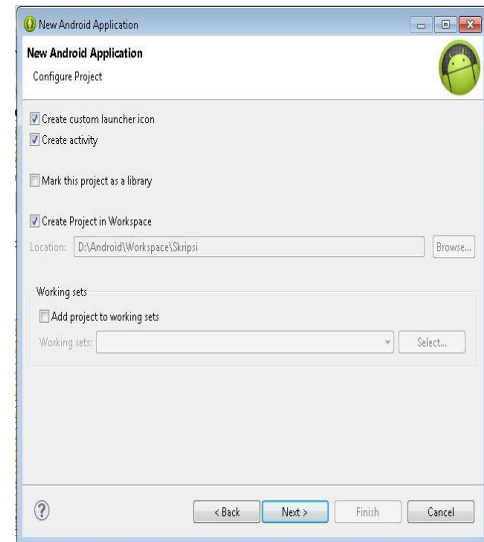 New Android Application
New Android Application
Configure Project
Create custom launcher icon
Create activity
Mark this project as a library
Create Project in Workspace
Location: D:\Android\Workspace\Skripsi Browse...
Working sets
Add project to working sets
Working sets: Select...
? < Back Next > Finish Cancel